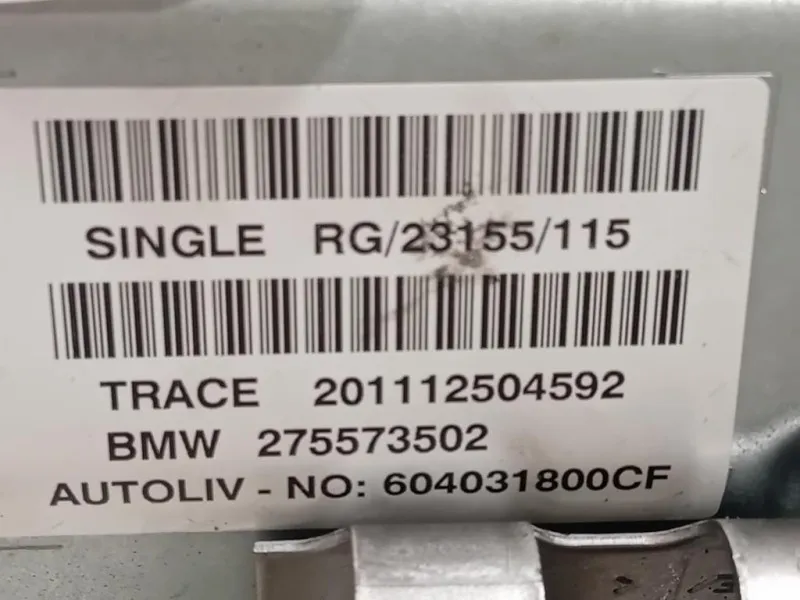 SINGLE RG/23155/115
TRACE 201112504592
BMW 275573502
AUTOLIV - NO: 604031800CF